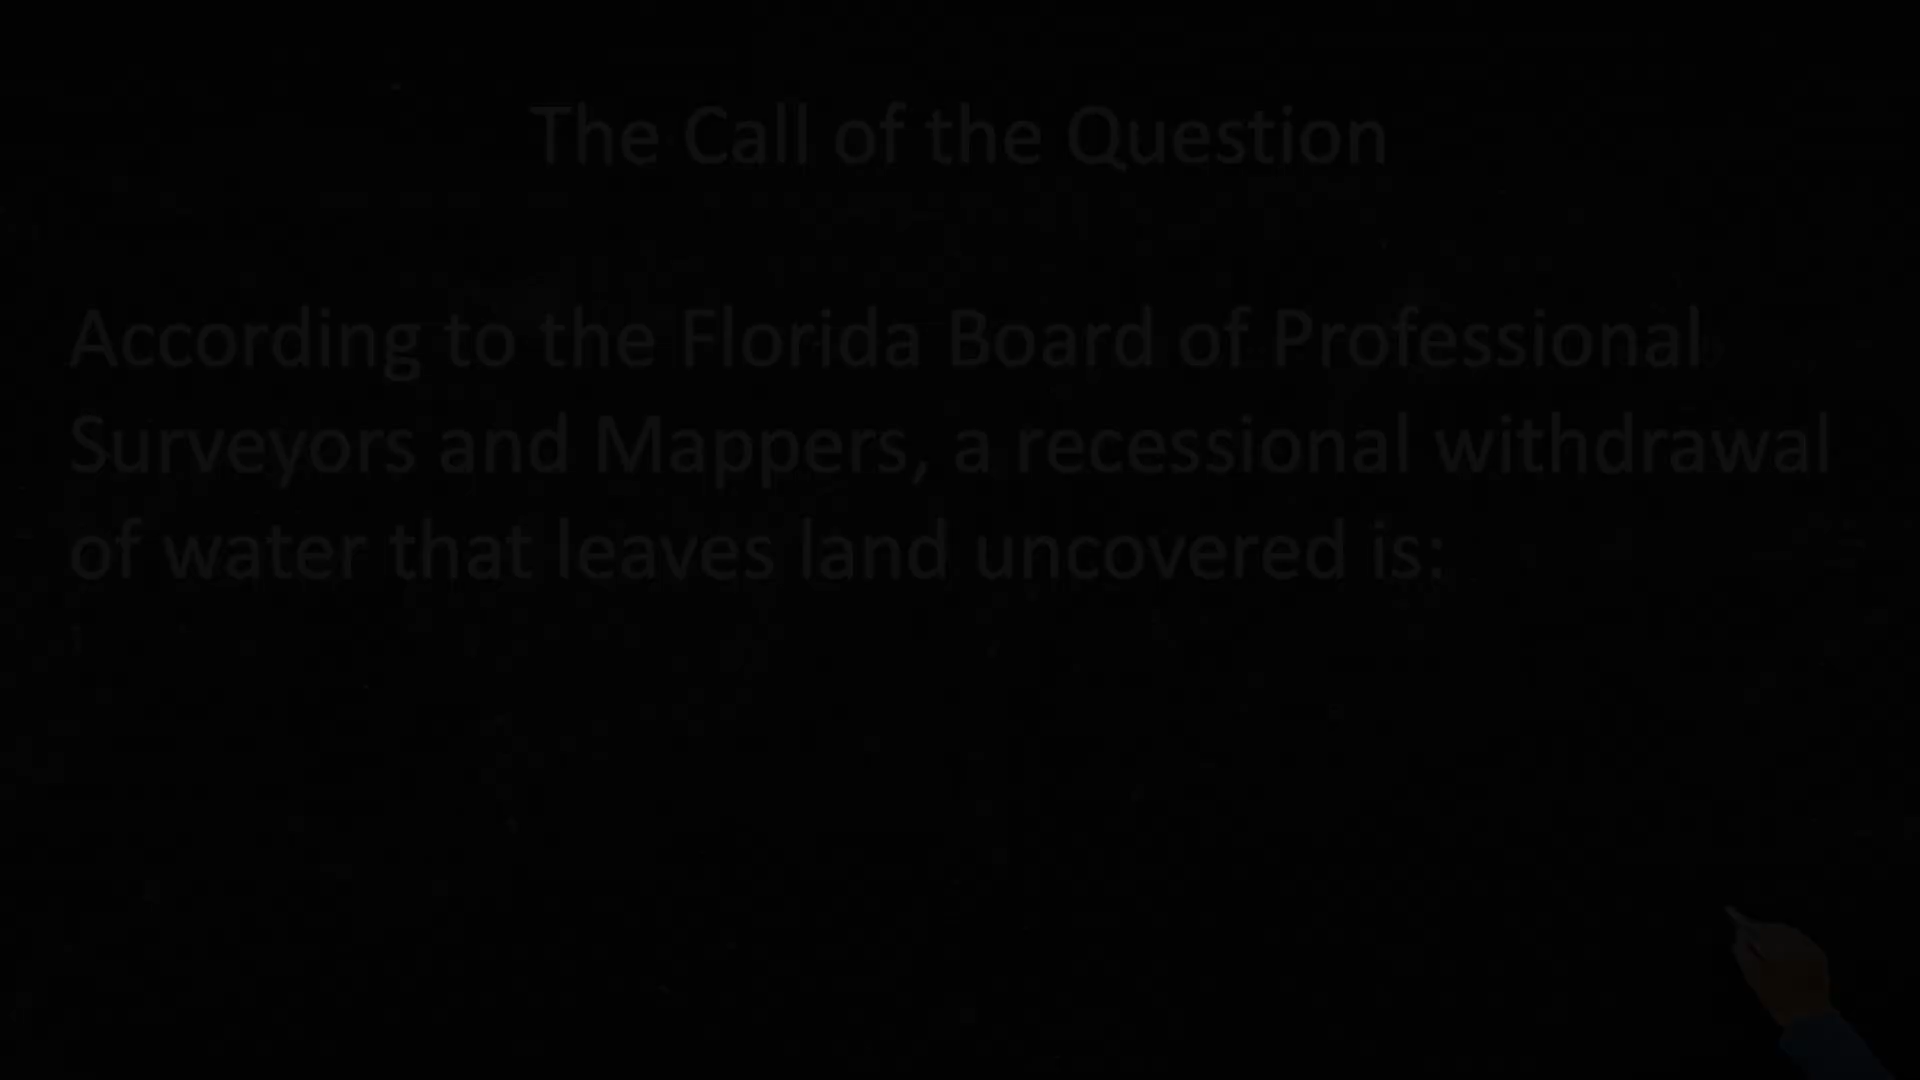 The Call of the Question
According to the Florida Board of Professional
Surveyors and Mappers, a recessional withdrawal
of water that leaves land uncovered is: